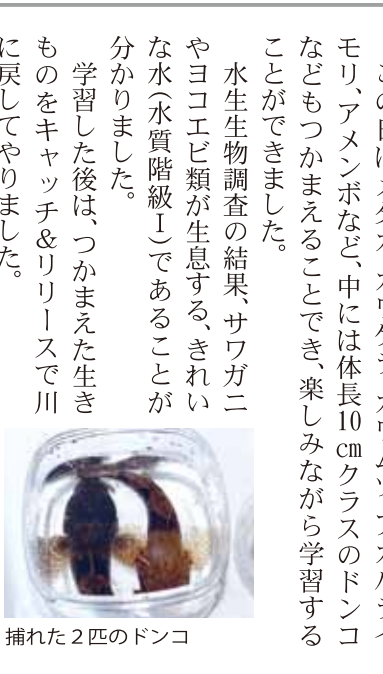 モリ、アメンボなど、中には体長10cmクラスのドンコ
などもつかまえることでき、楽しみながら学習する
ことができました。
水生生物調査の結果、サワガニ
やヨコエビ類が生息する、きれい
な水(水質階級Ⅰ)であることが
分かりました。
学習した後は、つかまえた生き
ものをキャッチ&リリースで川
に戻してやりました。
捕れた2匹のドンコ